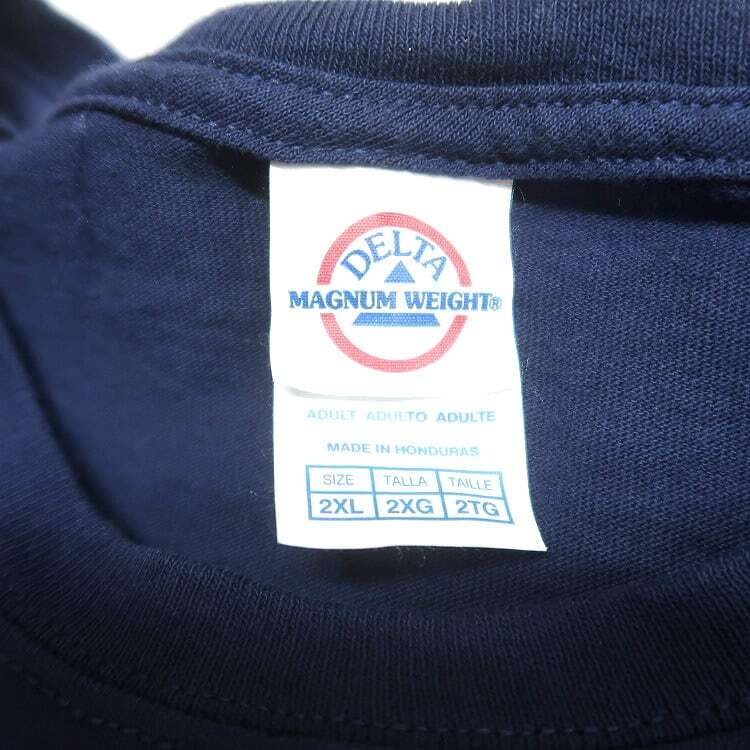 DELTA
MAGNUM WEIGHT®
ADULT ADULTO ADULTE
MADE IN HONDURAS
SIZE TALLA TAILLE
2XL 2XG 2TG